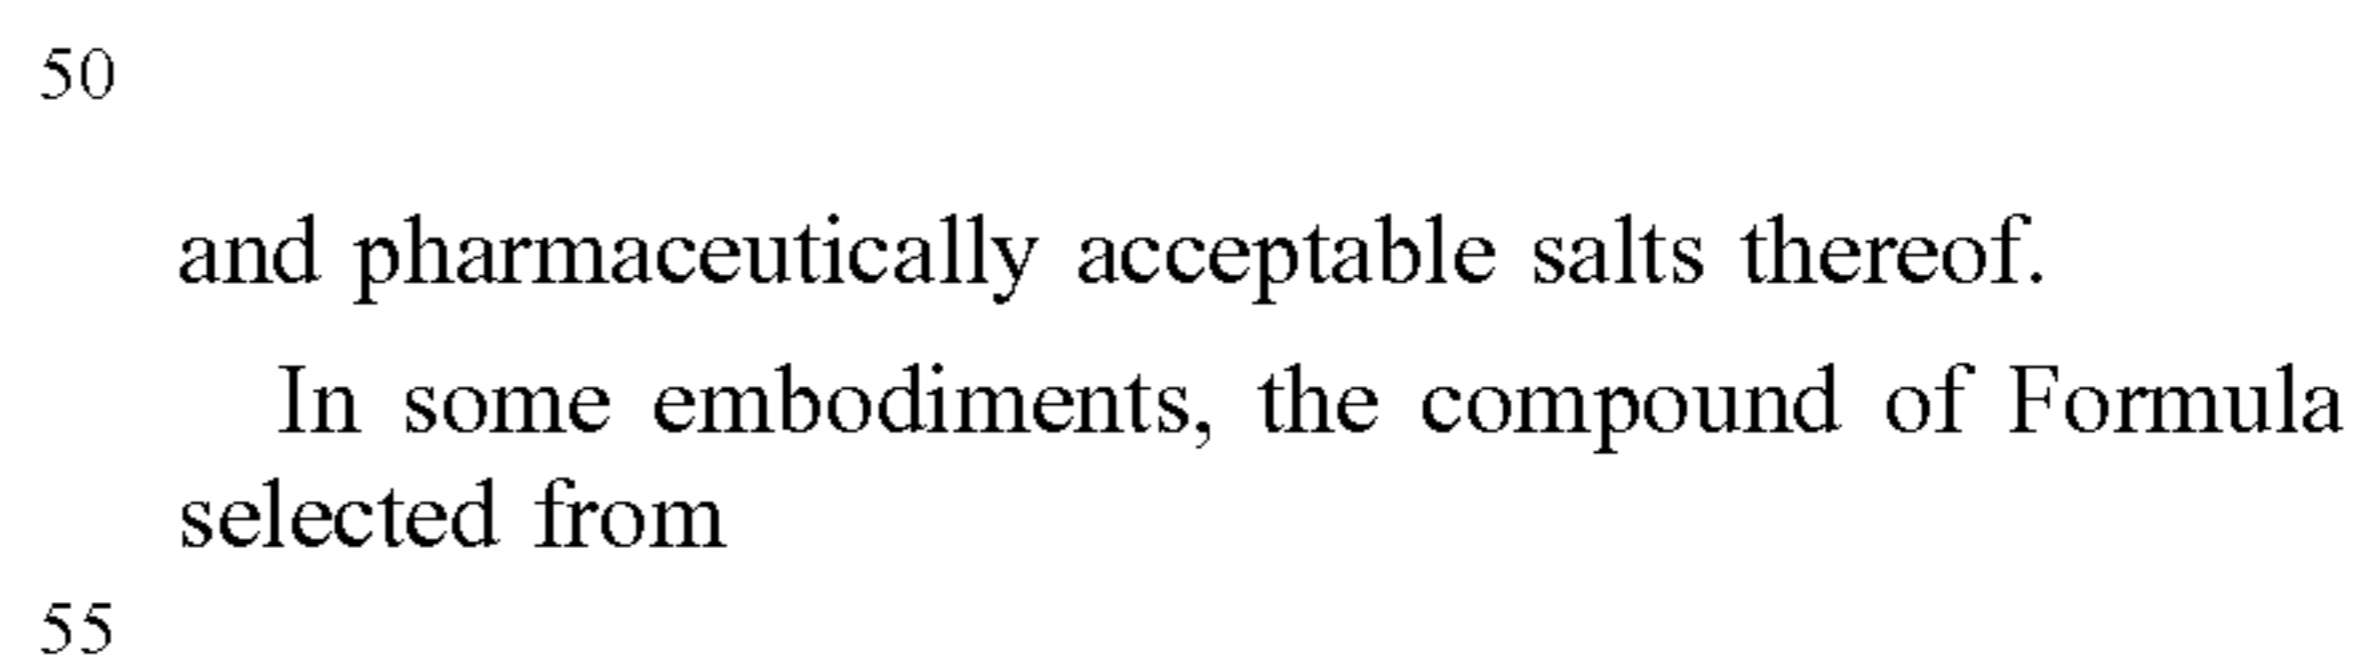 50
and pharmaceutically acceptable salts thereof.
In some embodiments, the compound of Formula
selected from
55